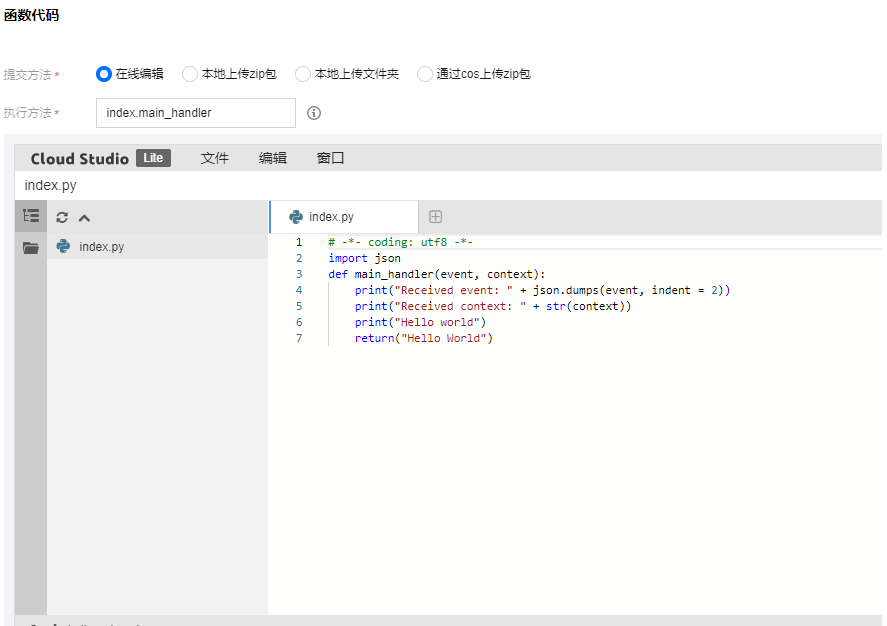 函数代码
提交方法 * 在线编辑 本地上传zip包 本地上传文件夹 通过cos上传zip包
执行方法 * index.main_handler
Cloud Studio Lite 文件 编辑 窗口
index.py
index.py
index.py
1 # -*- coding: utf8 -*-
2 import json
3 def main_handler(event, context):
4     print("Received event: " + json.dumps(event, indent = 2))
5     print("Received context: " + str(context))
6     print("Hello world")
7     return("Hello World")